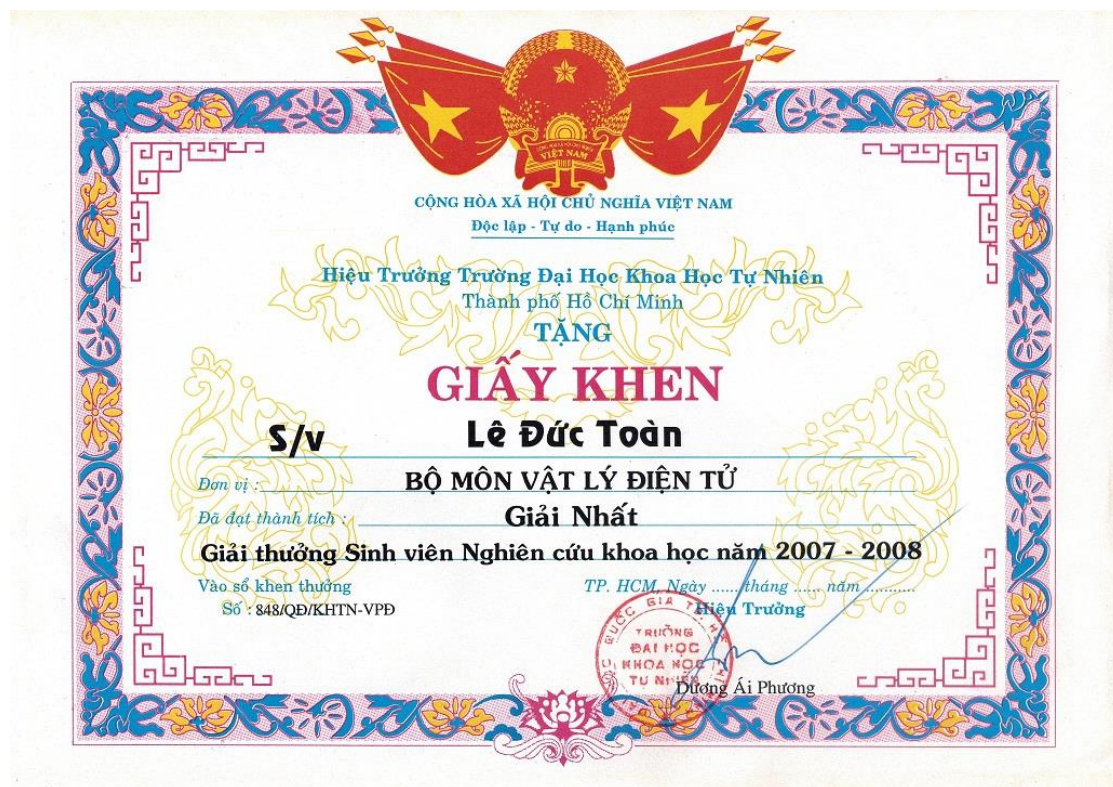 VIỆT NAM
CỘNG HÒA XÃ HỘI CHỦ NGHĨA VIỆT NAM
Độc lập - Tự do - Hạnh phúc
Hiệu Trưởng Trường Đại Học Khoa Học Tự Nhiên
Thành phố Hồ Chí Minh
TẶNG
GIẤY KHEN
S/v Lê Đức Toàn
Đơn vị : BỘ MÔN VẬT LÝ ĐIỆN TỬ
Đã đạt thành tích : Giải Nhất
Giải thưởng Sinh viên Nghiên cứu khoa học năm 2007 - 2008
Vào sổ khen thưởng TP. HCM, Ngày ...... tháng ...... năm ...........
Số : 848/QĐ/KHTN-VPĐ Hiệu Trưởng
QUỐC GIA
TRƯỜNG
ĐẠI HỌC
KHOA HỌC
TỰ NHIÊN
Dương Ái Phương